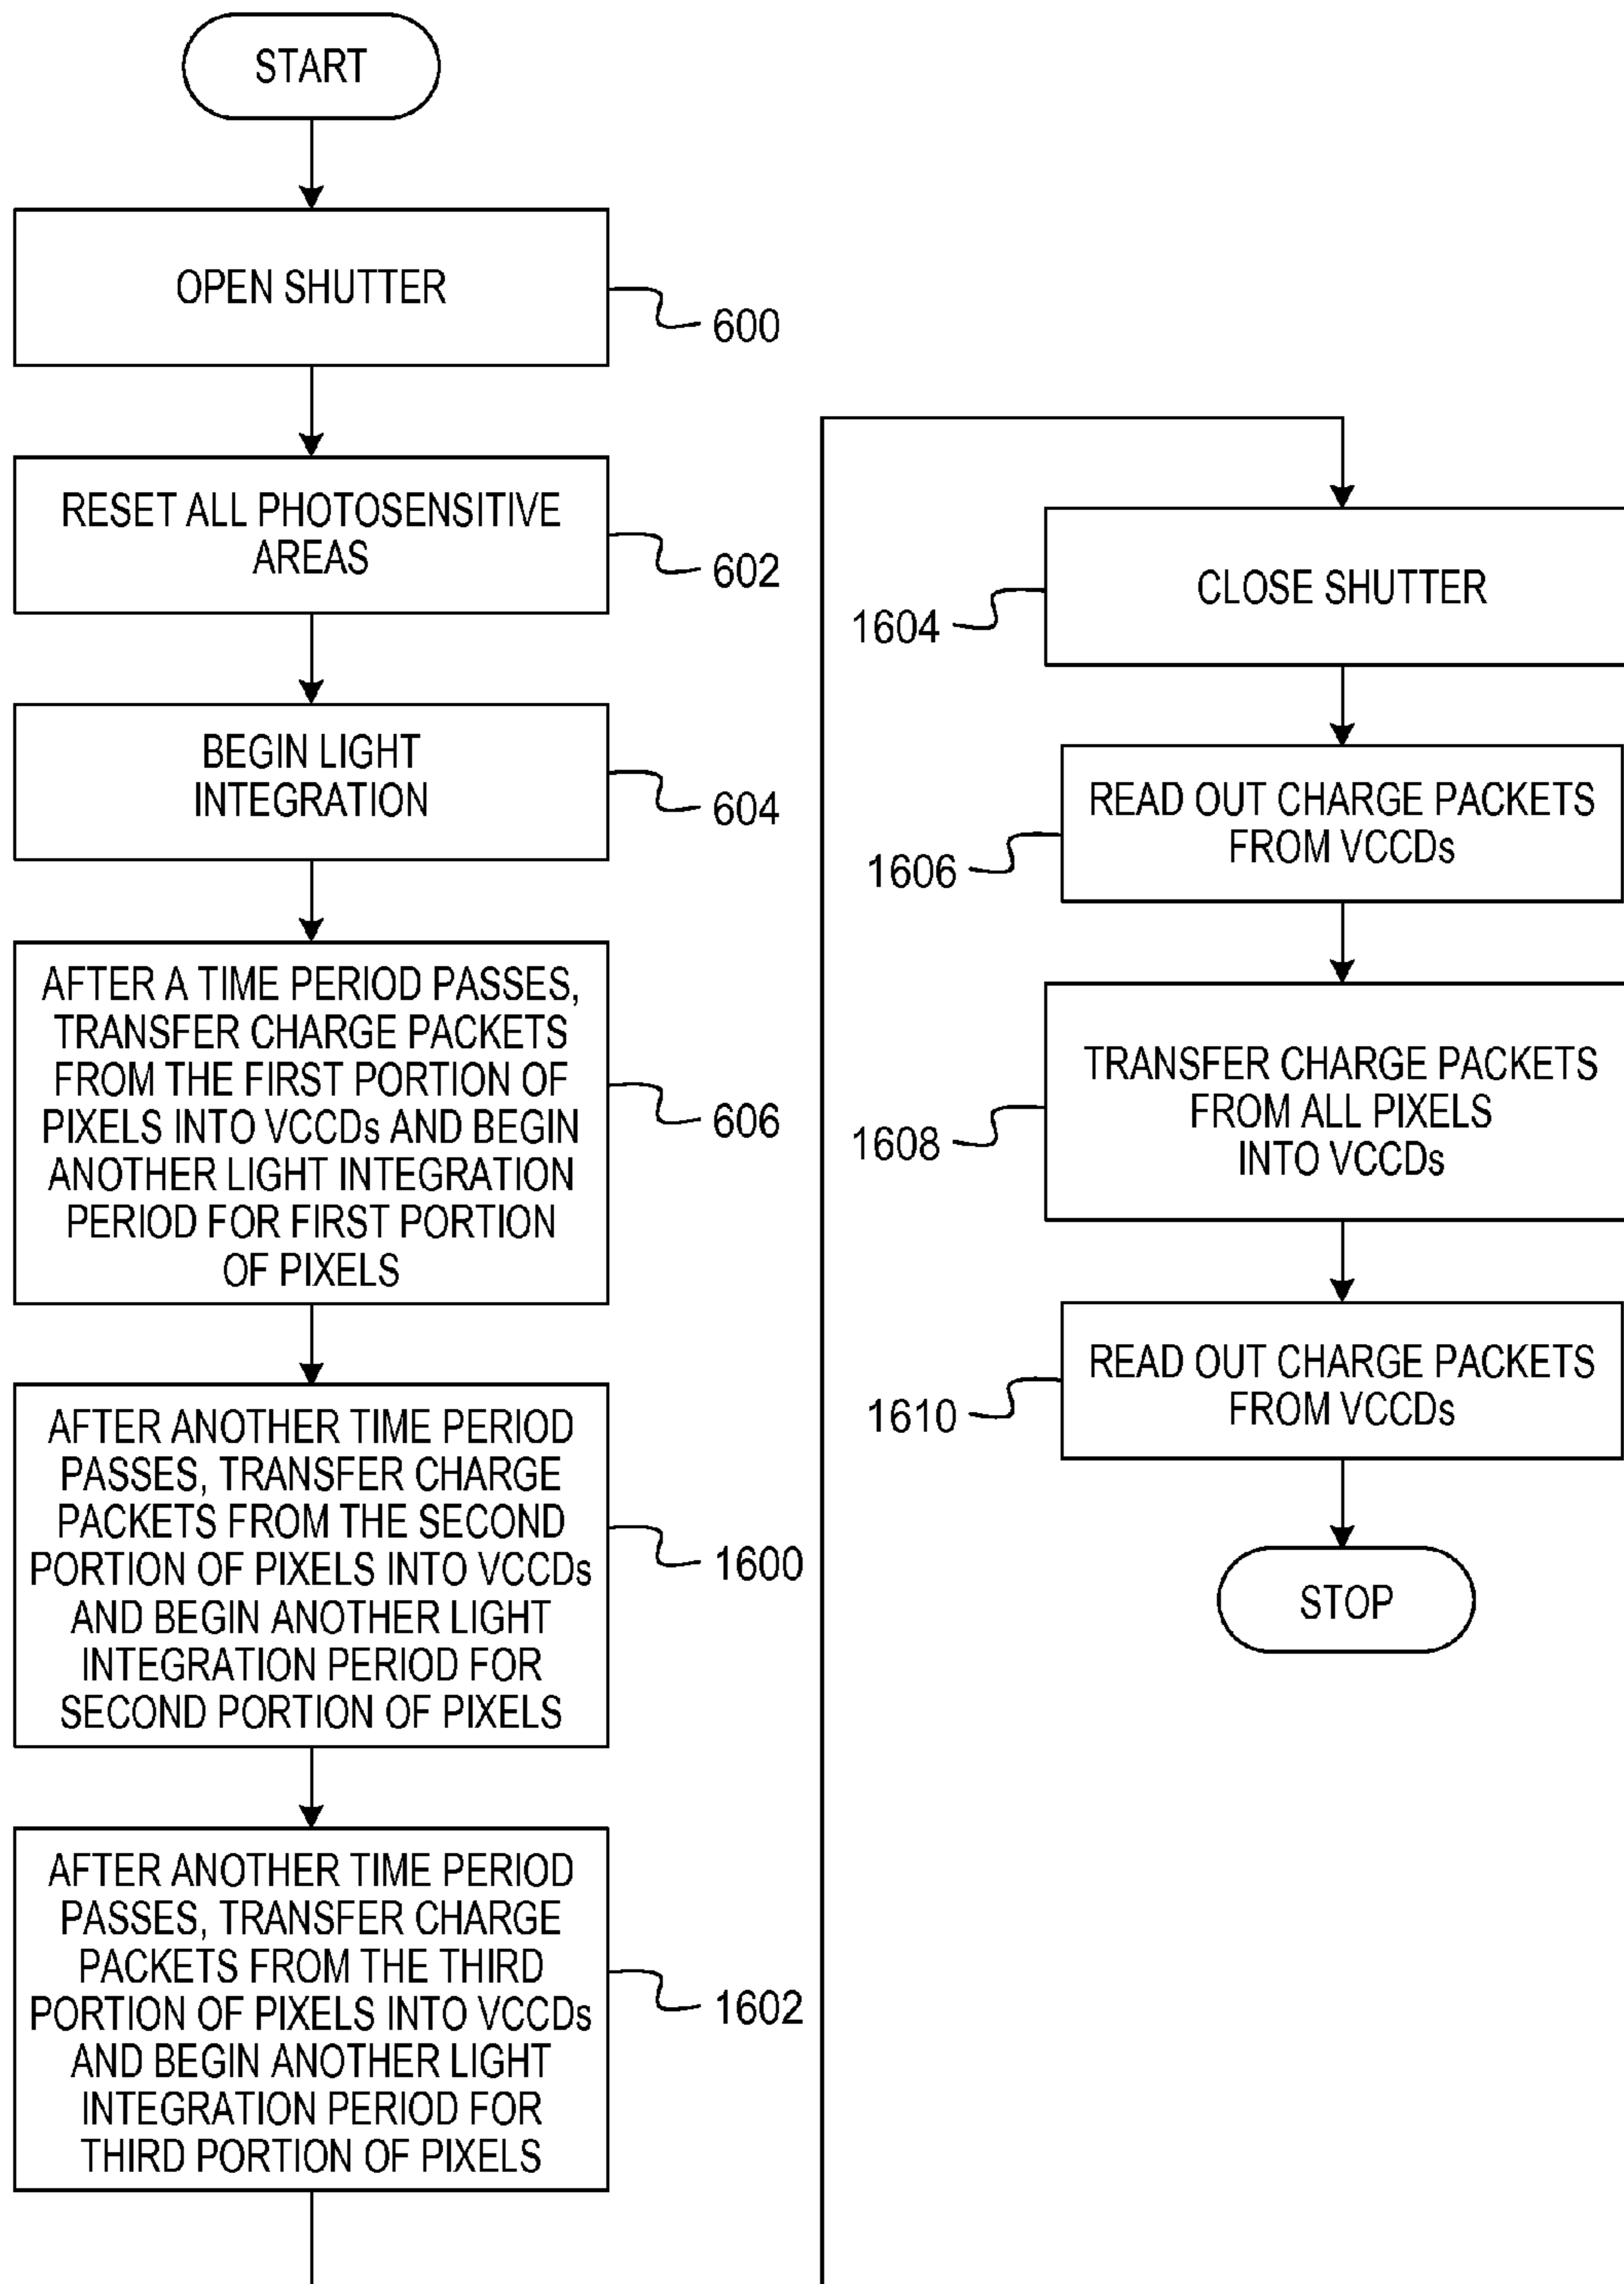 START
OPEN SHUTTER
600
RESET ALL PHOTOSENSITIVE
AREAS
602
BEGIN LIGHT
INTEGRATION
604
AFTER A TIME PERIOD PASSES,
TRANSFER CHARGE PACKETS
FROM THE FIRST PORTION OF
PIXELS INTO VCCDs AND BEGIN
ANOTHER LIGHT INTEGRATION
PERIOD FOR FIRST PORTION
OF PIXELS
606
AFTER ANOTHER TIME PERIOD
PASSES, TRANSFER CHARGE
PACKETS FROM THE SECOND
PORTION OF PIXELS INTO VCCDs
AND BEGIN ANOTHER LIGHT
INTEGRATION PERIOD FOR
SECOND PORTION OF PIXELS
1600
AFTER ANOTHER TIME PERIOD
PASSES, TRANSFER CHARGE
PACKETS FROM THE THIRD
PORTION OF PIXELS INTO VCCDs
AND BEGIN ANOTHER LIGHT
INTEGRATION PERIOD FOR
THIRD PORTION OF PIXELS
1602
CLOSE SHUTTER
1604
READ OUT CHARGE PACKETS
FROM VCCDs
1606
TRANSFER CHARGE PACKETS
FROM ALL PIXELS
INTO VCCDs
1608
READ OUT CHARGE PACKETS
FROM VCCDs
1610
STOP